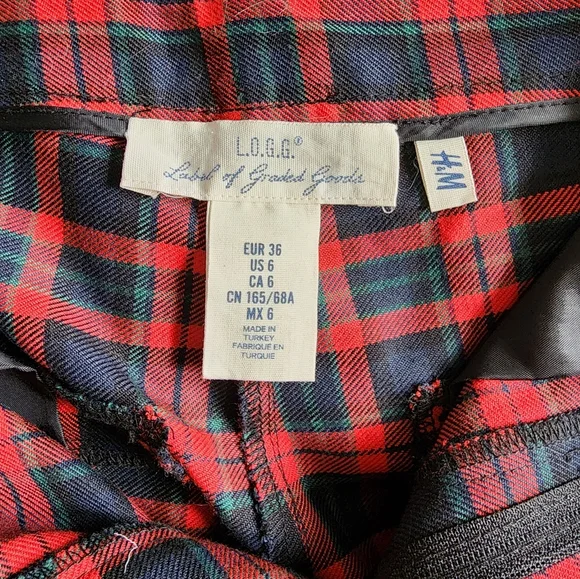 L.O.G.G.®
Label of Graded Goods
H&M
EUR 36
US 6
CA 6
CN 165/68A
MX 6
MADE IN
TURKEY
FABRIQUÉ EN
TURQUIE